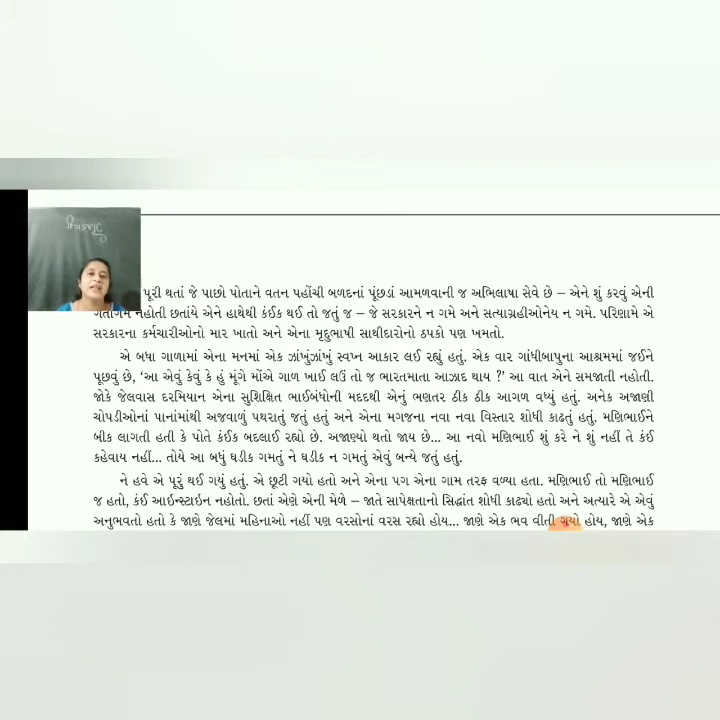 પૂરી થતાં જે પાછો પોતાને વતન પહોંચી બળદનાં પૂંછડાં આમળવાની જ અભિલાષા સેવે છે – એને શું કરવું એની
ગતાગમ નહોતી છતાંયે એને હાથેથી કંઈક થઈ તો જતું જ – જે સરકારને ન ગમે અને સત્યાગ્રહીઓનેય ન ગમે. પરિણામે એ
સરકારના કર્મચારીઓનો માર ખાતો અને એના મૃદુભાષી સાથીદારોનો ઠપકો પણ ખમતો.
એ બધા ગાળામાં એના મનમાં એક ઝાંખુંઝાંખું સ્વપ્ન આકાર લઈ રહ્યું હતું. એક વાર ગાંધીબાપુના આશ્રમમાં જઈને
પૂછવું છે, ‘આ એવું કેવું કે હું મૂંગે મોંએ ગાળ ખાઈ લઉં તો જ ભારતમાતા આઝાદ થાય ?’ આ વાત એને સમજાતી નહોતી.
જોકે જેલવાસ દરમિયાન એના સુશિક્ષિત ભાઈબંધોની મદદથી એનું ભણતર ઠીક ઠીક આગળ વધ્યું હતું. અનેક અજાણી
ચોપડીઓનાં પાનાંમાંથી અજવાળું પથરાતું જતું હતું અને એના મગજના નવા નવા વિસ્તાર શોધી કાઢતું હતું. મણિભાઈને
બીક લાગતી હતી કે પોતે કંઈક બદલાઈ રહ્યો છે. અજાણ્યો થતો જાય છે... આ નવો મણિભાઈ શું કરે ને શું નહીં તે કંઈ
કહેવાય નહીં... તોયે આ બધું ઘડીક ગમતું ને ઘડીક ન ગમતું એવું બન્યે જતું હતું.
ને હવે એ પૂરું થઈ ગયું હતું. એ છૂટી ગયો હતો અને એના પગ એના ગામ તરફ વળ્યા હતા. મણિભાઈ તો મણિભાઈ
જ હતો, કંઈ આઇન્સ્ટાઇન નહોતો. છતાં એણે એની મેળે – જાતે સાપેક્ષતાનો સિદ્ધાંત શોધી કાઢ્યો હતો અને અત્યારે એ એવું
અનુભવતો હતો કે જાણે જેલમાં મહિનાઓ નહીં પણ વરસોનાં વરસ રહ્યો હોય... જાણે એક ભવ વીતી ગયો હોય, જાણે એક